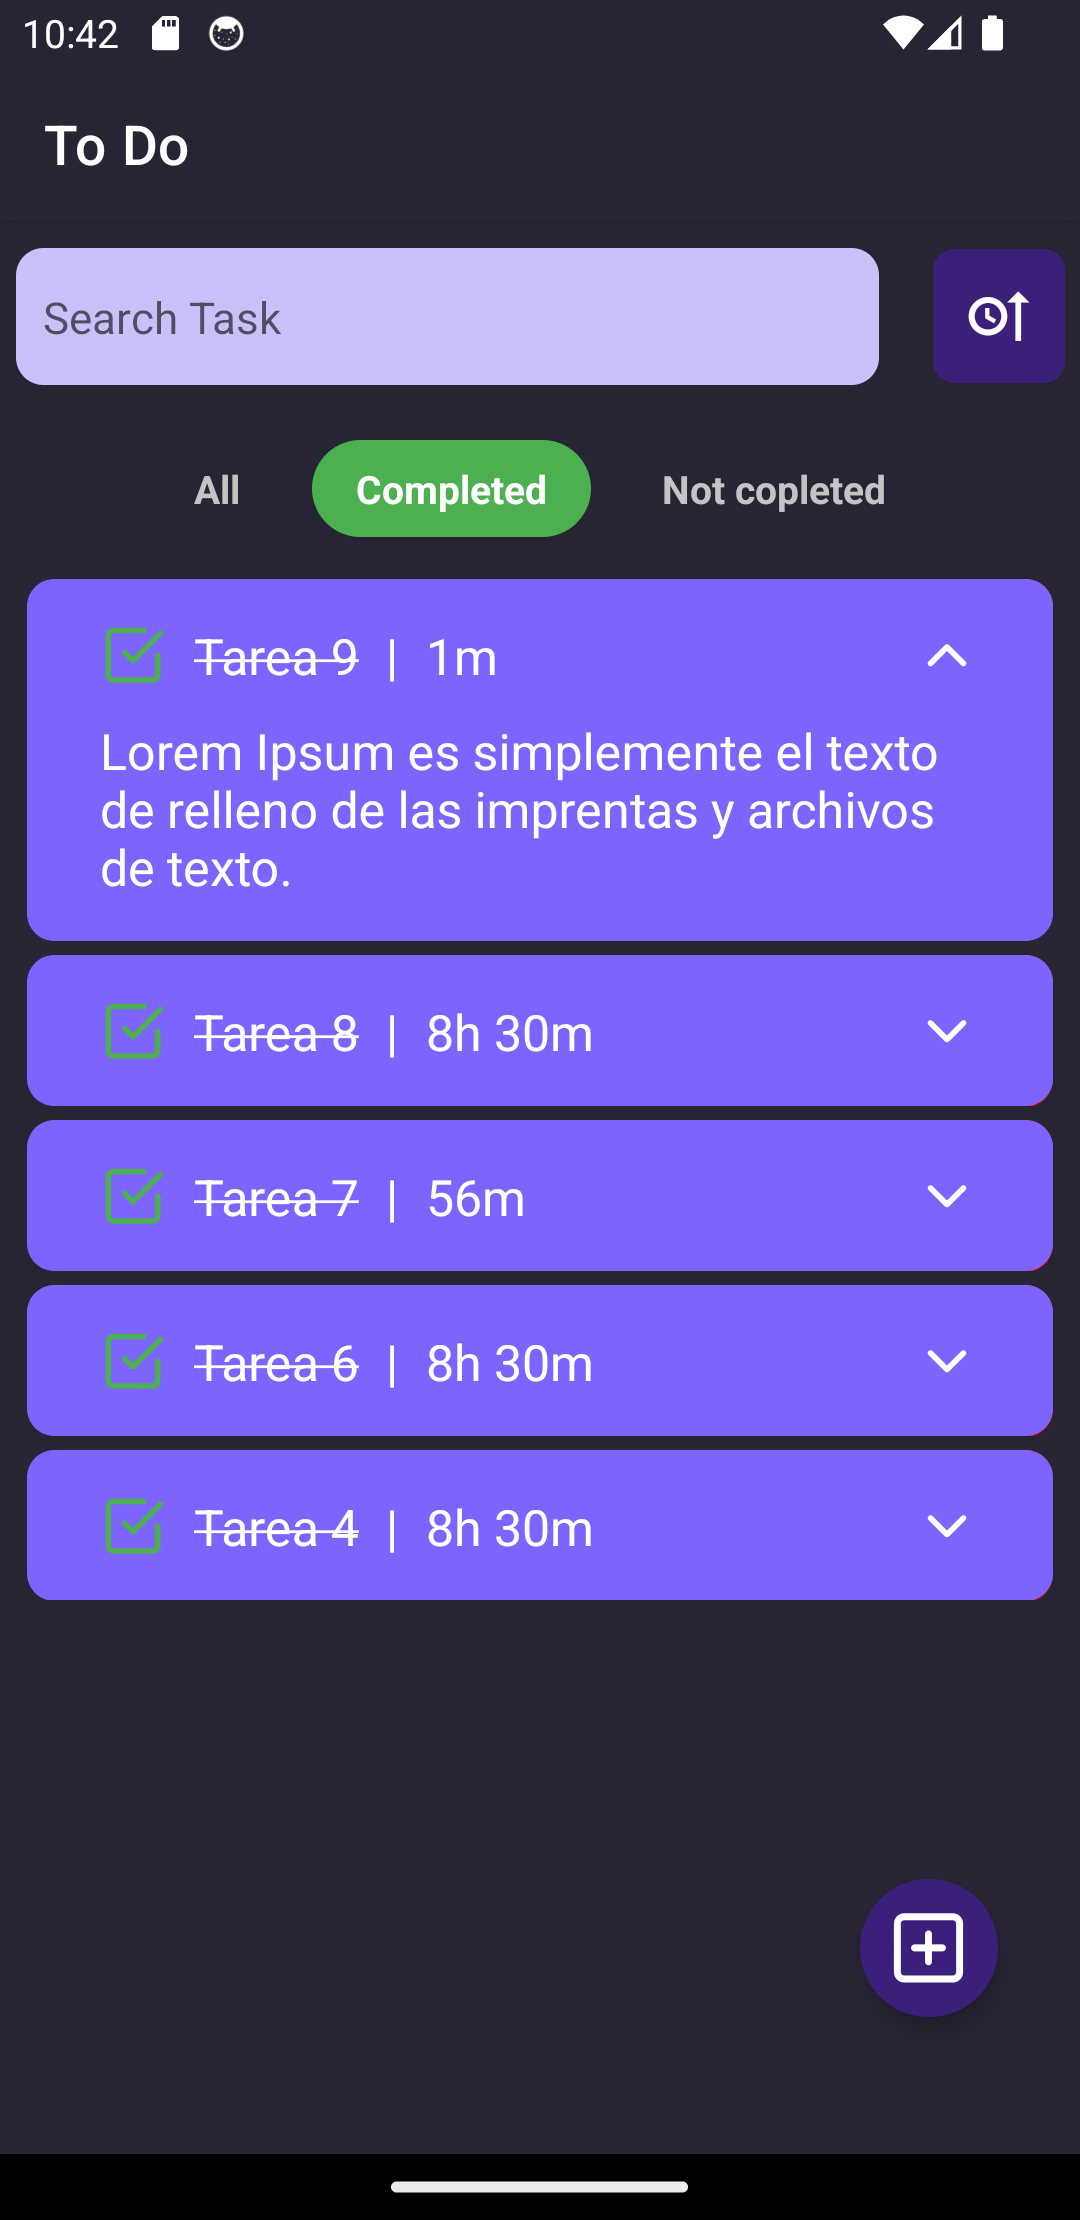 10:42
To Do
Search Task
All Completed Not copleted
Tarea 9 | 1m
Lorem Ipsum es simplemente el texto
de relleno de las imprentas y archivos
de texto.
Tarea 8 | 8h 30m
Tarea 7 | 56m
Tarea 6 | 8h 30m
Tarea 4 | 8h 30m